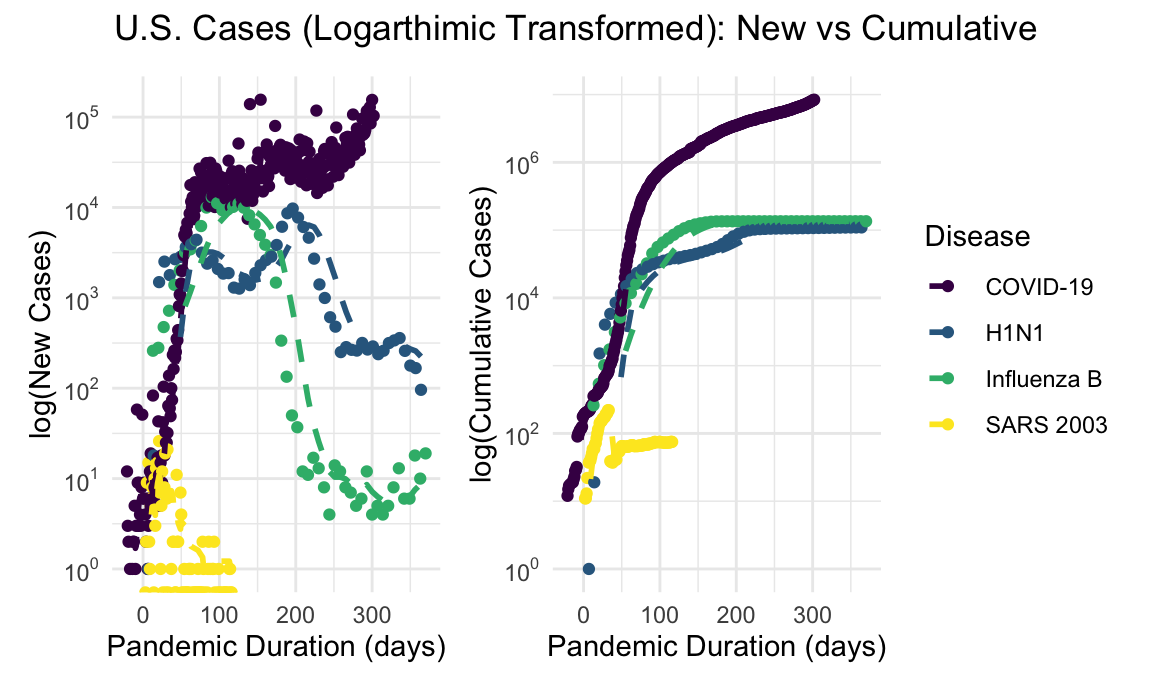 U.S. Cases (Logarthimic Transformed): New vs Cumulative
log(New Cases)
10⁵
10⁴
10³
10²
10¹
10⁰
0 100 200 300
Pandemic Duration (days)
log(Cumulative Cases)
10⁶
10⁴
10²
10⁰
0 100 200 300
Pandemic Duration (days)
Disease
COVID-19
H1N1
Influenza B
SARS 2003